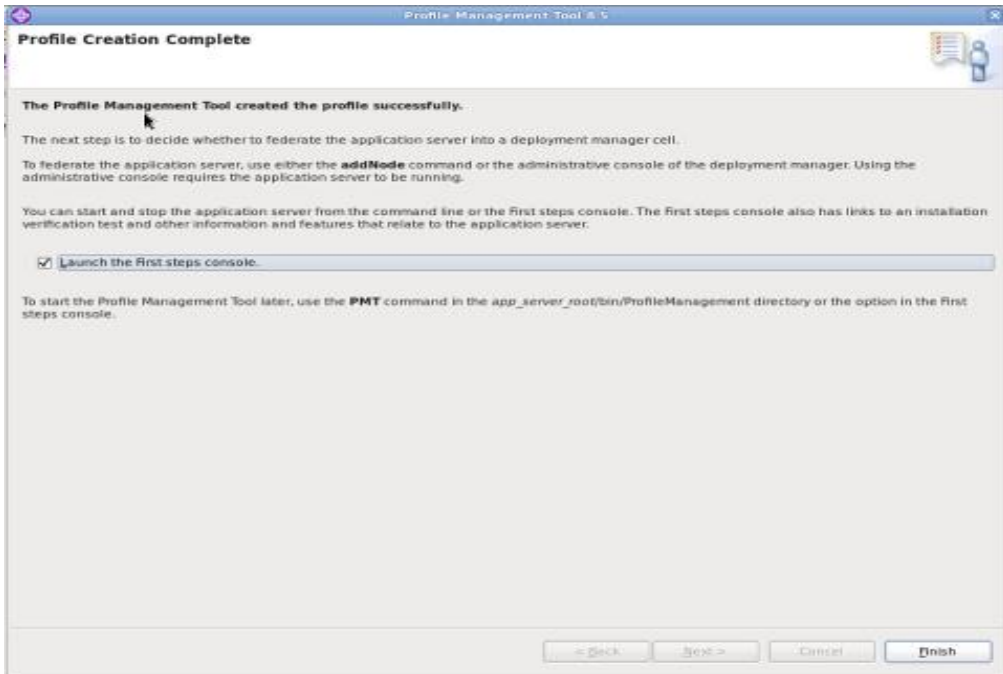 Profile Management Tool 8.5
Profile Creation Complete
The Profile Management Tool created the profile successfully.
The next step is to decide whether to federate the application server into a deployment manager cell.
To federate the application server, use either the addNode command or the administrative console of the deployment manager. Using the
administrative console requires the application server to be running.
You can start and stop the application server from the command line or the First steps console. The First steps console also has links to an installation
verification test and other information and features that relate to the application server.
Launch the First steps console.
To start the Profile Management Tool later, use the PMT command in the app_server_root/bin/ProfileManagement directory or the option in the First
steps console.
< Back
Next >
Cancel
Finish